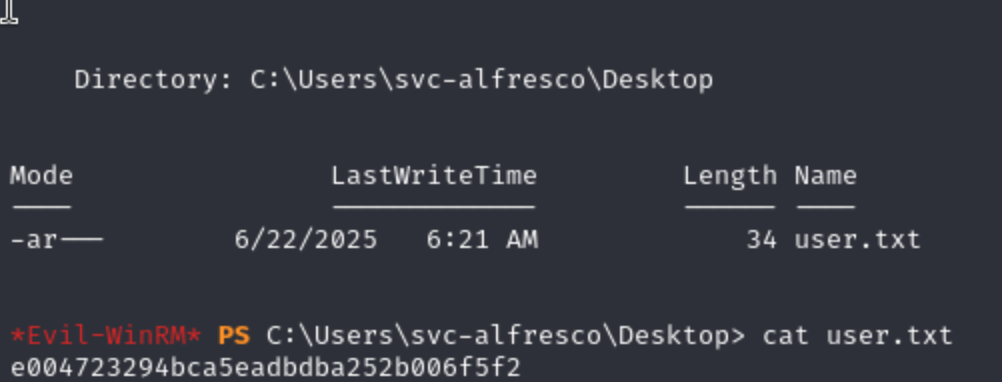 Directory: C:\Users\svc-alfresco\Desktop
Mode LastWriteTime Length Name
---- ------------- ------ ----
-ar--- 6/22/2025 6:21 AM 34 user.txt
*Evil-WinRM* PS C:\Users\svc-alfresco\Desktop> cat user.txt
e004723294bca5eadbdba252b006f5f2